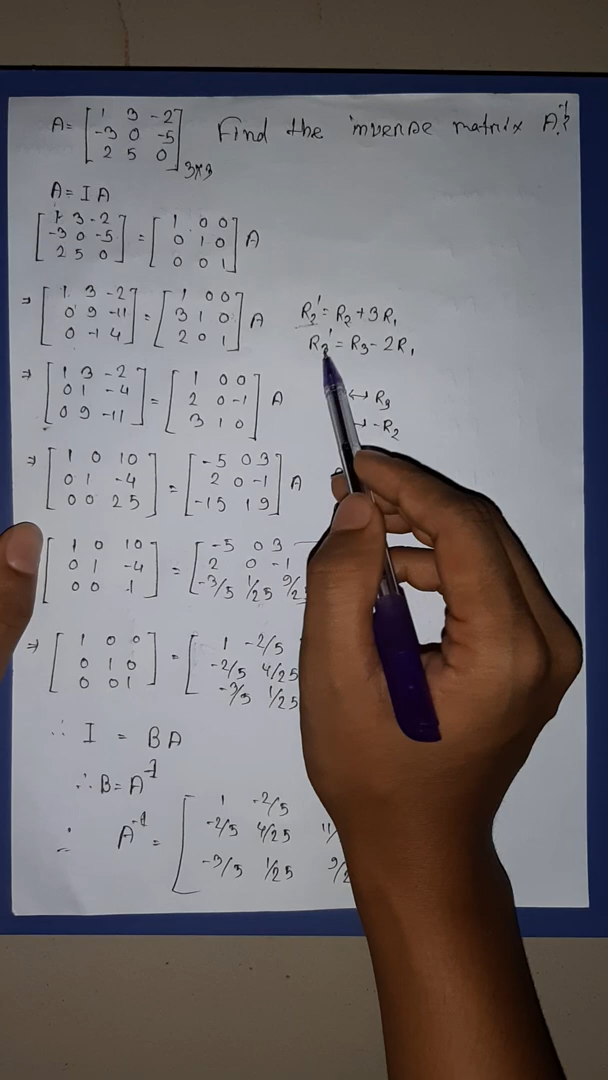 A = [ 1 3 -2 ; -3 0 -5 ; 2 5 0 ] 3x3 Find the inverse matrix A⁻¹?
A = I A
[ 1 3 -2 ; -3 0 -5 ; 2 5 0 ] = [ 1 0 0 ; 0 1 0 ; 0 0 1 ] A
⇒ [ 1 3 -2 ; 0 9 -11 ; 0 -1 4 ] = [ 1 0 0 ; 3 1 0 ; 2 0 1 ] A R₂' = R₂ + 3R₁
R₃' = R₃ - 2R₁
⇒ [ 1 3 -2 ; 0 1 -4 ; 0 9 -11 ] = [ 1 0 0 ; 2 0 -1 ; 3 1 0 ] A ↔ R₃
→ -R₂
⇒ [ 1 0 10 ; 0 1 -4 ; 0 0 25 ] = [ -5 0 3 ; 2 0 -1 ; -15 1 9 ] A
[ 1 0 10 ; 0 1 -4 ; 0 0 1 ] = [ -5 0 3 ; 2 0 -1 ; -3/5 1/25 9/25
⇒ [ 1 0 0 ; 0 1 0 ; 0 0 1 ] = [ 1 -2/5 ; -2/5 4/25 ; -3/5 1/25
∴ I = BA
∴ B = A⁻¹
∴ A⁻¹ = [ 1 -2/5 ; -2/5 4/25 11/ ; -3/5 1/25 9/2